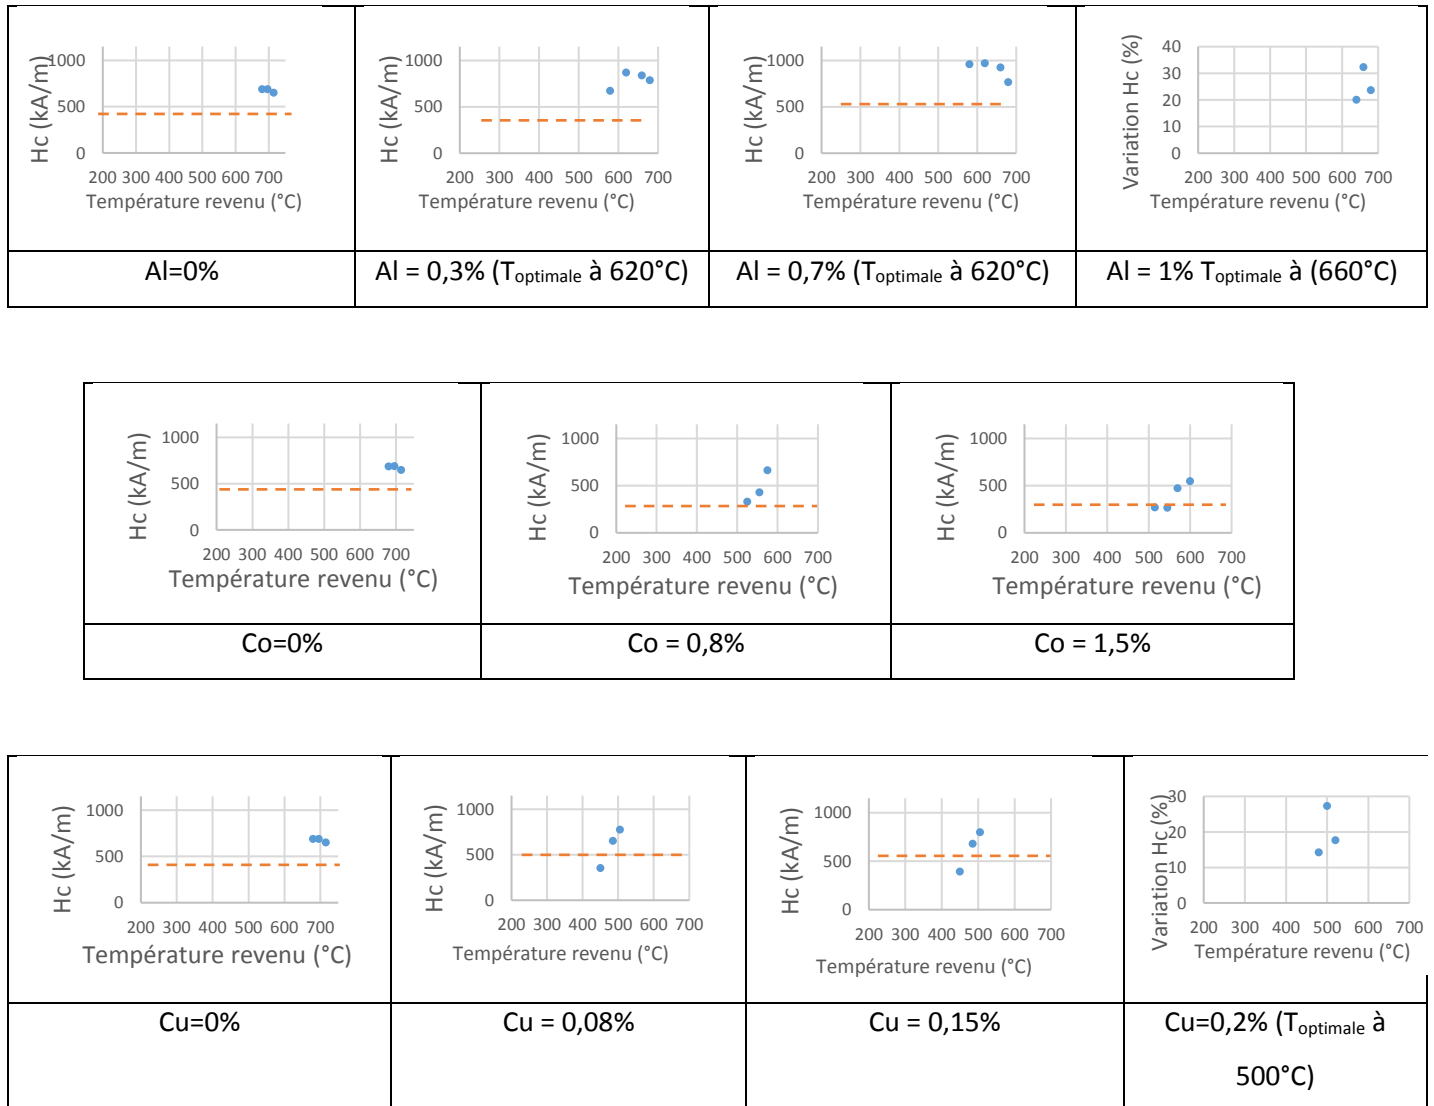 Hc (kA/m)
1000
500
0
200 300 400 500 600 700
Température revenu (°C)
Al=0%
Hc (kA/m)
1000
500
0
200 300 400 500 600 700
Température revenu (°C)
Al = 0,3% (Toptimale à 620°C)
Hc (kA/m)
1000
500
0
200 300 400 500 600 700
Température revenu (°C)
Al = 0,7% (Toptimale à 620°C)
Variation Hc (%)
40
30
20
10
0
200 300 400 500 600 700
Température revenu (°C)
Al = 1% Toptimale à (660°C)
Hc (kA/m)
1000
500
0
200 300 400 500 600 700
Température revenu (°C)
Co=0%
Hc (kA/m)
1000
500
0
200 300 400 500 600 700
Température revenu (°C)
Co = 0,8%
Hc (kA/m)
1000
500
0
200 300 400 500 600 700
Température revenu (°C)
Co = 1,5%
Hc (kA/m)
1000
500
0
200 300 400 500 600 700
Température revenu (°C)
Cu=0%
Hc (kA/m)
1000
500
0
200 300 400 500 600 700
Température revenu (°C)
Cu = 0,08%
Hc (kA/m)
1000
500
0
200 300 400 500 600 700
Température revenu (°C)
Cu = 0,15%
Variation Hc (%)
30
20
10
0
200 300 400 500 600 700
Température revenu (°C)
Cu=0,2% (Toptimale à
500°C)